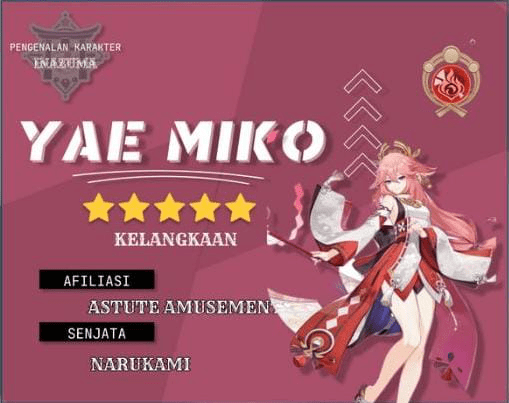 PENGENALAN KARAKTER
INAZUMA
YAE MIKO
KELANGKAAN
AFILIASI
ASTUTE AMUSEMEN
SENJATA
NARUKAMI